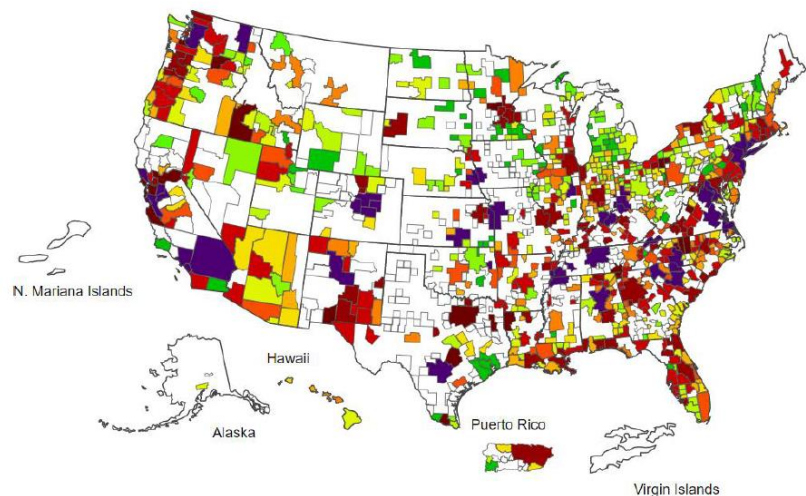 N. Mariana Islands
Hawaii
Alaska
Puerto Rico
Virgin Islands